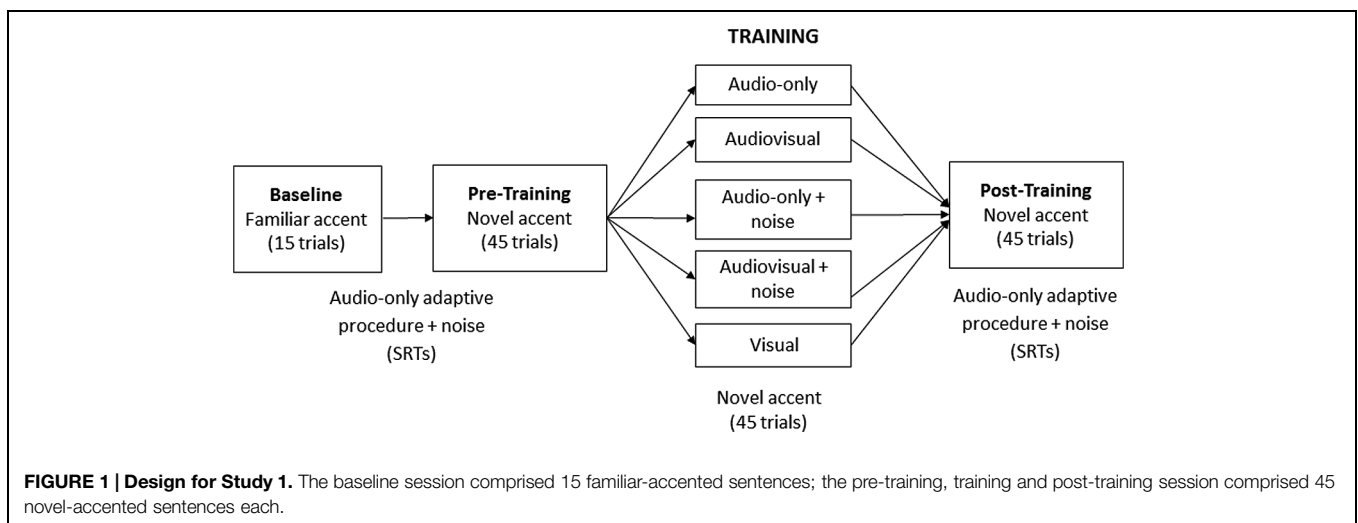 TRAINING
Baseline
Familiar accent
(15 trials)
Pre-Training
Novel accent
(45 trials)
Audio-only adaptive
procedure + noise
(SRTs)
Audio-only
Audiovisual
Audio-only +
noise
Audiovisual +
noise
Visual
Novel accent
(45 trials)
Post-Training
Novel accent
(45 trials)
Audio-only adaptive
procedure + noise
(SRTs)
FIGURE 1 | Design for Study 1. The baseline session comprised 15 familiar-accented sentences; the pre-training, training and post-training session comprised 45
novel-accented sentences each.